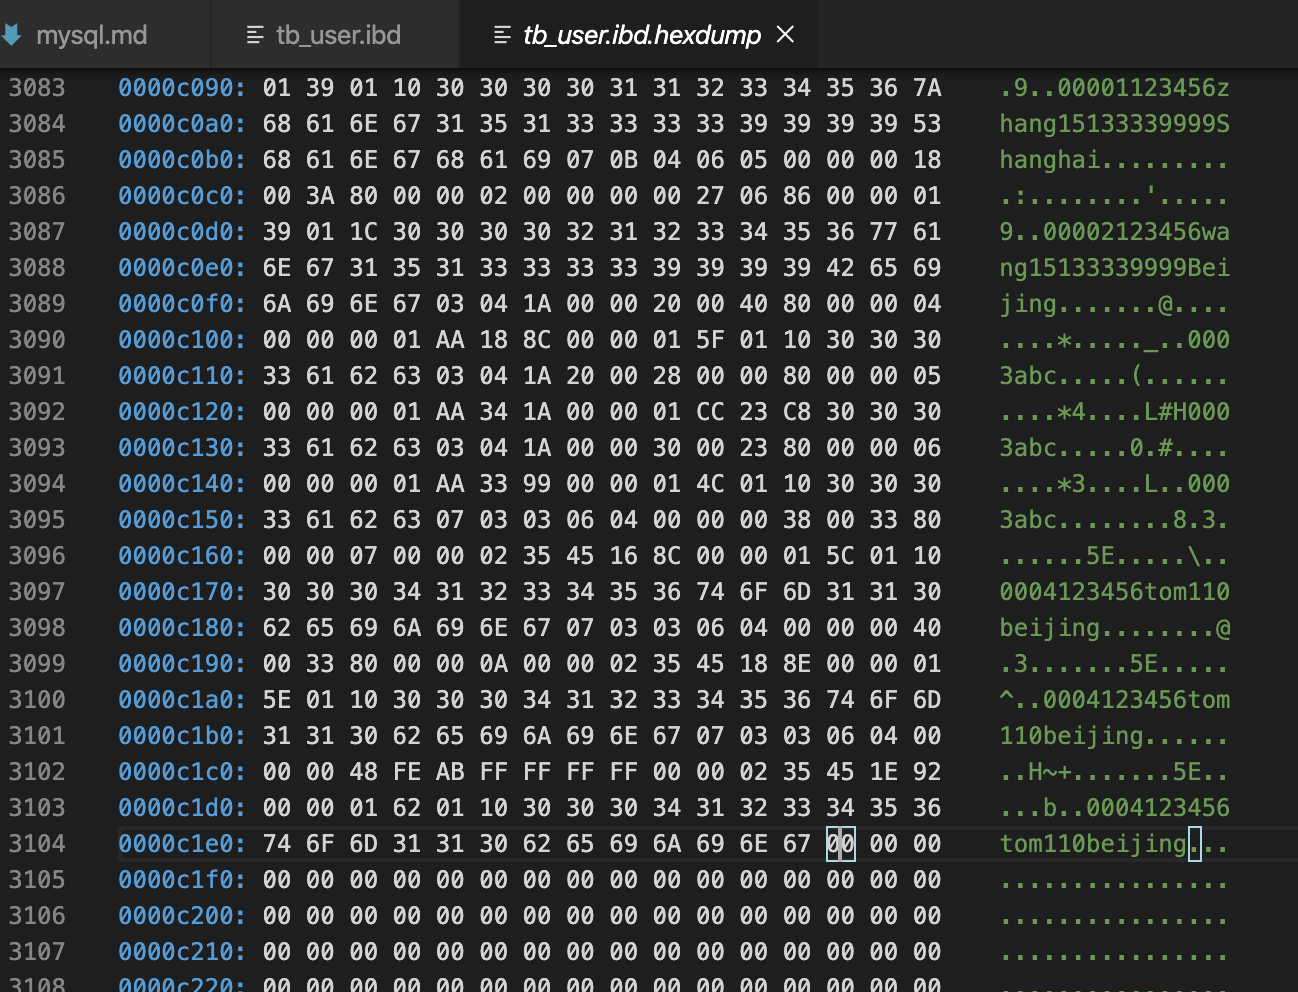 mysql.md tb_user.ibd tb_user.ibd.hexdump
3083 0000c090: 01 39 01 10 30 30 30 30 31 31 32 33 34 35 36 7A .9..00001123456z
3084 0000c0a0: 68 61 6E 67 31 35 31 33 33 33 33 39 39 39 39 53 hang15133339999S
3085 0000c0b0: 68 61 6E 67 68 61 69 07 0B 04 06 05 00 00 00 18 hanghai.........
3086 0000c0c0: 00 3A 80 00 00 02 00 00 00 00 27 06 86 00 00 01 .:........'.....
3087 0000c0d0: 39 01 1C 30 30 30 30 32 31 32 33 34 35 36 77 61 9..00002123456wa
3088 0000c0e0: 6E 67 31 35 31 33 33 33 33 39 39 39 39 42 65 69 ng15133339999Bei
3089 0000c0f0: 6A 69 6E 67 03 04 1A 00 00 20 00 40 80 00 00 04 jing.......@....
3090 0000c100: 00 00 00 01 AA 18 8C 00 00 01 5F 01 10 30 30 30 ....*....._..000
3091 0000c110: 33 61 62 63 03 04 1A 20 00 28 00 00 80 00 00 05 3abc.....(......
3092 0000c120: 00 00 00 01 AA 34 1A 00 00 01 CC 23 C8 30 30 30 ....*4....L#H000
3093 0000c130: 33 61 62 63 03 04 1A 00 00 30 00 23 80 00 00 06 3abc.....0.#....
3094 0000c140: 00 00 00 01 AA 33 99 00 00 01 4C 01 10 30 30 30 ....*3....L..000
3095 0000c150: 33 61 62 63 07 03 03 06 04 00 00 00 38 00 33 80 3abc........8.3.
3096 0000c160: 00 00 07 00 00 02 35 45 16 8C 00 00 01 5C 01 10 ......5E.....\..
3097 0000c170: 30 30 30 34 31 32 33 34 35 36 74 6F 6D 31 31 30 0004123456tom110
3098 0000c180: 62 65 69 6A 69 6E 67 07 03 03 06 04 00 00 00 40 beijing........@
3099 0000c190: 00 33 80 00 00 0A 00 00 02 35 45 18 8E 00 00 01 .3.......5E.....
3100 0000c1a0: 5E 01 10 30 30 30 34 31 32 33 34 35 36 74 6F 6D ^..0004123456tom
3101 0000c1b0: 31 31 30 62 65 69 6A 69 6E 67 07 03 03 06 04 00 110beijing......
3102 0000c1c0: 00 00 48 FE AB FF FF FF FF 00 00 02 35 45 1E 92 ..H~+.......5E..
3103 0000c1d0: 00 00 01 62 01 10 30 30 30 34 31 32 33 34 35 36 ...b..0004123456
3104 0000c1e0: 74 6F 6D 31 31 30 62 65 69 6A 69 6E 67 00 00 00 tom110beijing...
3105 0000c1f0: 00 00 00 00 00 00 00 00 00 00 00 00 00 00 00 00 ................
3106 0000c200: 00 00 00 00 00 00 00 00 00 00 00 00 00 00 00 00 ................
3107 0000c210: 00 00 00 00 00 00 00 00 00 00 00 00 00 00 00 00 ................
3108 0000c220: 00 00 00 00 00 00 00 00 00 00 00 00 00 00 00 00 ................